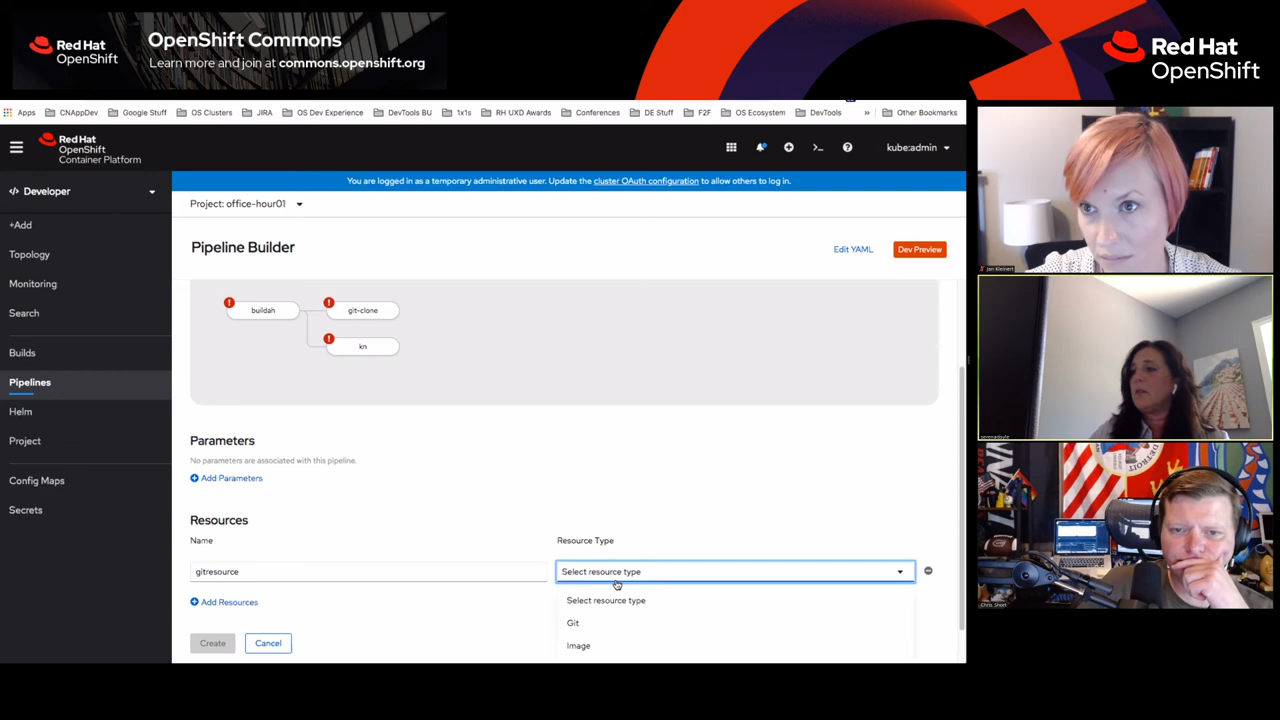 Red Hat
OpenShift
OpenShift Commons
Learn more and join at commons.openshift.org
Red Hat
OpenShift
Apps
CNAppDev
Google Stuff
OS Clusters
JIRA
OS Dev Experience
DevTools BU
1x1s
RH UXD Awards
Conferences
DE Stuff
F2F
OS Ecosystem
DevTools
»
Other Bookmarks
Red Hat
OpenShift
Container Platform
kube:admin
Developer
You are logged in as a temporary administrative user. Update the cluster OAuth configuration to allow others to log in.
+Add
Topology
Monitoring
Search
Builds
Pipelines
Helm
Project
Config Maps
Secrets
Project: office-hour01
Pipeline Builder
Edit YAML
Dev Preview
buildah
git-clone
kn
Parameters
No parameters are associated with this pipeline.
Add Parameters
Resources
Name
Resource Type
gitresource
Select resource type
Add Resources
Select resource type
Git
Image
Create
Cancel
Jan Kleinert
serenadoyle
DETROIT
Chris Short